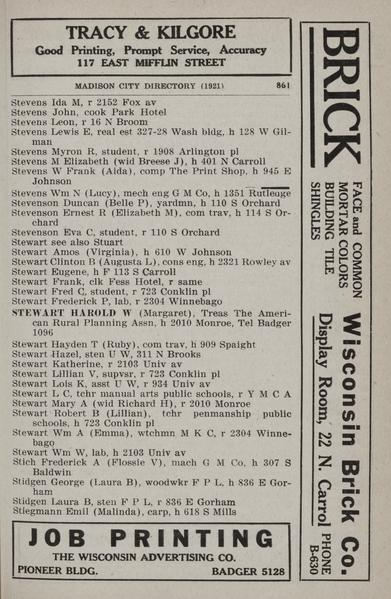 TRACY & KILGORE
Good Printing, Prompt Service, Accuracy
117 EAST MIFFLIN STREET
MADISON CITY DIRECTORY (1921) 861
Stevens Ida M, r 2152 Fox av
Stevens John, cook Park Hotel
Stevens Leon, r 16 N Broom
Stevens Lewis E, real est 327-28 Wash bldg, h 128 W Gil-
man
Stevens Myron R, student, r 1908 Arlington pl
Stevens M Elizabeth (wid Breese J), h 401 N Carroll
Stevens W Frank (Aida), comp The Print Shop, h 945 E
Johnson
Stevens Wm N (Lucy), mech eng G M Co, h 1351 Rutledge
Stevenson Duncan (Belle P), yardmn, h 110 S Orchard
Stevenson Ernest R (Elizabeth M), com trav, h 114 S Or-
chard
Stevenson Eva C, student, r 110 S Orchard
Stewart see also Stuart
Stewart Amos (Virginia), h 610 W Johnson
Stewart Clinton B (Augusta L), cons eng, h 2321 Rowley av
Stewart Eugene, h F 113 S Carroll
Stewart Frank, clk Fess Hotel, r same
Stewart Fred C, student, r 723 Conklin pl
Stewart Frederick P, lab, r 2304 Winnebago
STEWART HAROLD W (Margaret), Treas The Ameri-
can Rural Planning Assn, h 2010 Monroe, Tel Badger
1096
Stewart Hayden T (Ruby), com trav, h 909 Spaight
Stewart Hazel, sten U W, 311 N Brooks
Stewart Katherine, r 2103 Univ av
Stewart Lillian V, supvsr, r 723 Conklin pl
Stewart Lois K, asst U W, r 934 Univ av
Stewart L C, tchr manual arts public schools, r Y M C A
Stewart Mary A (wid Richard H), r 2010 Monroe
Stewart Robert B (Lillian), tchr penmanship public
schools, h 723 Conklin pl
Stewart Wm A (Emma), wtchmn M K C, r 2304 Winne-
bago
Stewart Wm W, lab, h 2103 Univ av
Stich Frederick A (Flossie V), mach G M Co, h 307 S
Baldwin
Stidgen George (Laura B), woodwkr F P L, h 836 E Gor-
ham
Stidgen Laura B, sten F P L, r 836 E Gorham
Stiegmann Emil (Malinda), carp, h 618 S Mills
JOB PRINTING
THE WISCONSIN ADVERTISING CO.
PIONEER BLDG. BADGER 5128
BRICK
FACE and COMMON
MORTAR COLORS
BUILDING TILE
SHINGLES
Wisconsin Brick Co.
Display Room, 22 N. Carrol
PHONE
B-630